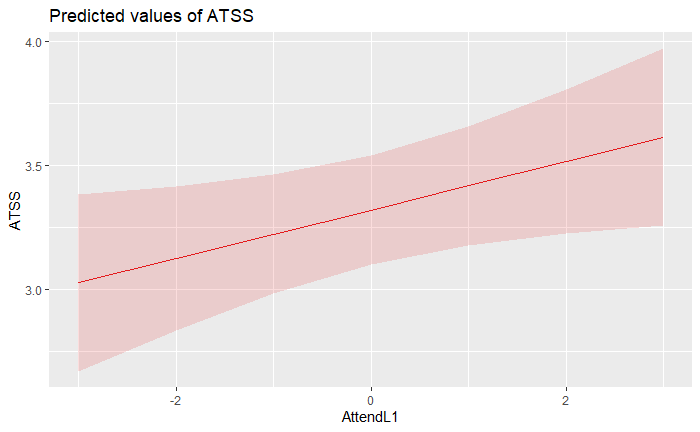 Predicted values of ATSS
4.0
3.5
3.0
ATSS
-2 0 2
AttendL1